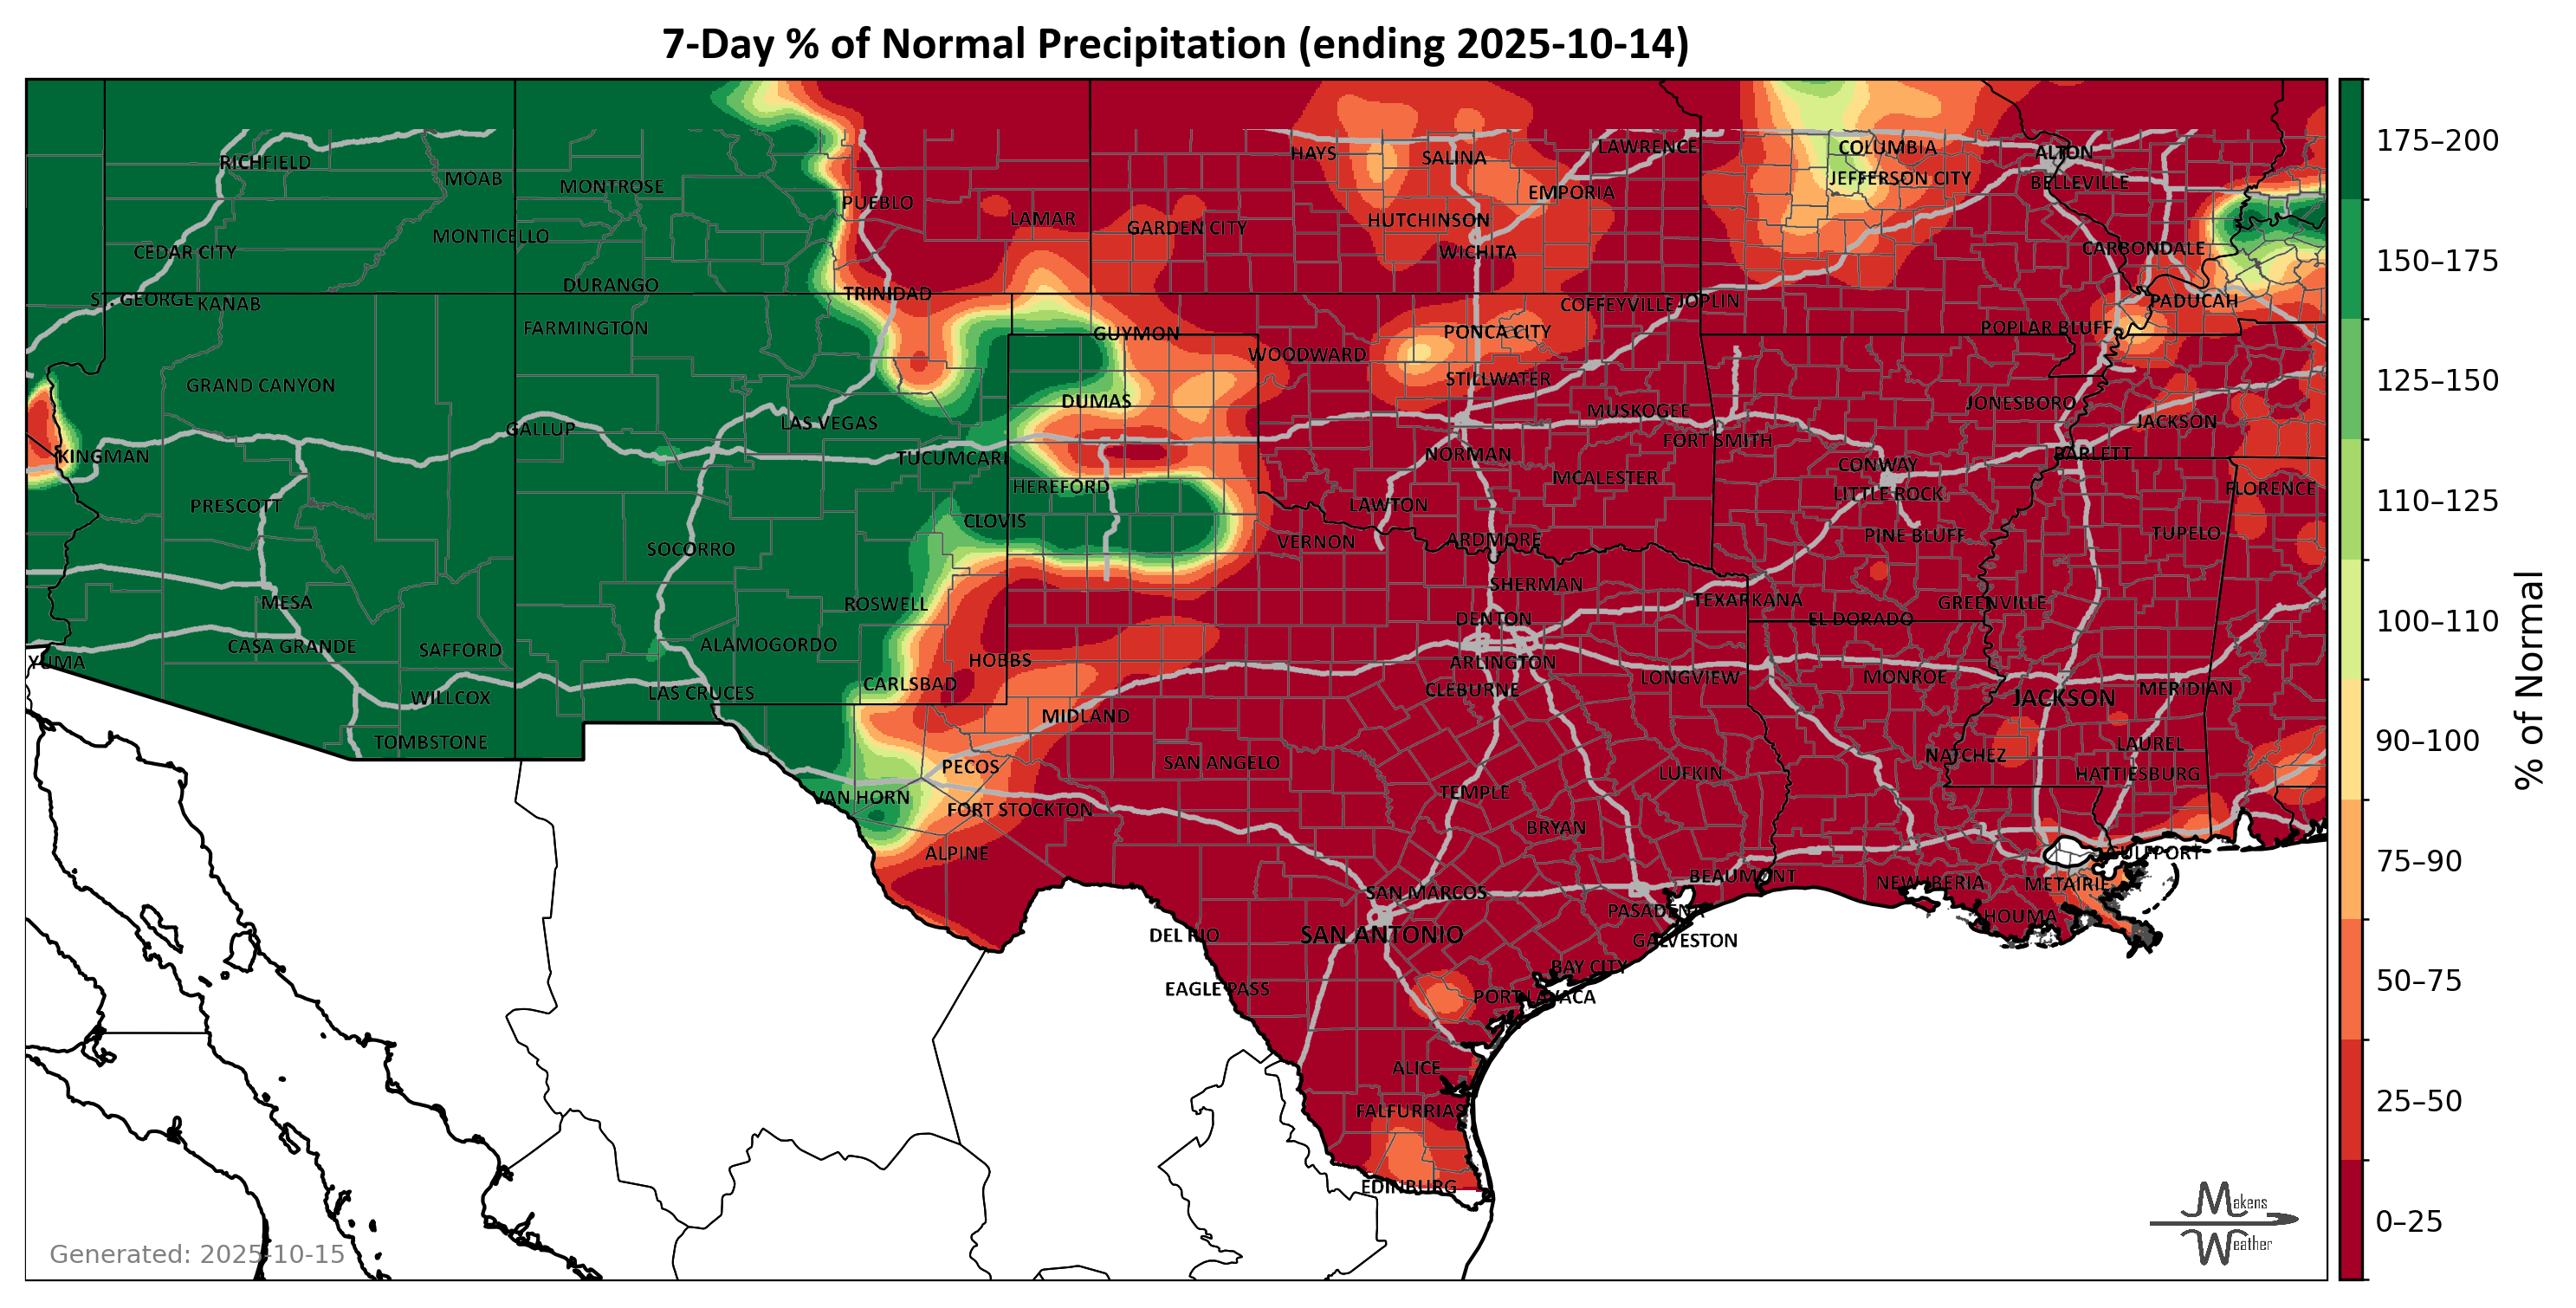 7-Day % of Normal Precipitation (ending 2025-10-14)
RICHFIELD
MOAB
MONTROSE
PUEBLO
LAMAR
HAYS
SALINA
LAWRENCE
COLUMBIA
ALTON
JEFFERSON CITY
BELLEVILLE
EMPORIA
HUTCHINSON
GARDEN CITY
MONTICELLO
CEDAR CITY
WICHITA
CARBONDALE
DURANGO
TRINIDAD
ST. GEORGE
KANAB
COFFEYVILLE
JOPLIN
PADUCAH
FARMINGTON
GUYMON
PONCA CITY
POPLAR BLUFF
WOODWARD
GRAND CANYON
STILLWATER
DUMAS
MUSKOGEE
JONESBORO
JACKSON
LAS VEGAS
GALLUP
FORT SMITH
KINGMAN
TUCUMCARI
NORMAN
BARLETT
CONWAY
MCALESTER
HEREFORD
LITTLE ROCK
FLORENCE
PRESCOTT
LAWTON
CLOVIS
PINE BLUFF
TUPELO
SOCORRO
VERNON
ARDMORE
SHERMAN
MESA
ROSWELL
TEXARKANA
GREENVILLE
DENTON
EL DORADO
CASA GRANDE
SAFFORD
ALAMOGORDO
YUMA
HOBBS
ARLINGTON
LONGVIEW
MONROE
CARLSBAD
CLEBURNE
WILLCOX
LAS CRUCES
JACKSON
MERIDIAN
MIDLAND
TOMBSTONE
LAUREL
NATCHEZ
PECOS
SAN ANGELO
LUFKIN
HATTIESBURG
VAN HORN
FORT STOCKTON
TEMPLE
BRYAN
ALPINE
GULFPORT
BEAUMONT
NEW IBERIA
METAIRIE
SAN MARCOS
PASADENA
HOUMA
DEL RIO
SAN ANTONIO
GALVESTON
BAY CITY
EAGLE PASS
PORT LAVACA
ALICE
FALFURRIAS
EDINBURG
Generated: 2025-10-15
Makens
Weather
175–200
150–175
125–150
110–125
100–110
90–100
75–90
50–75
25–50
0–25
% of Normal